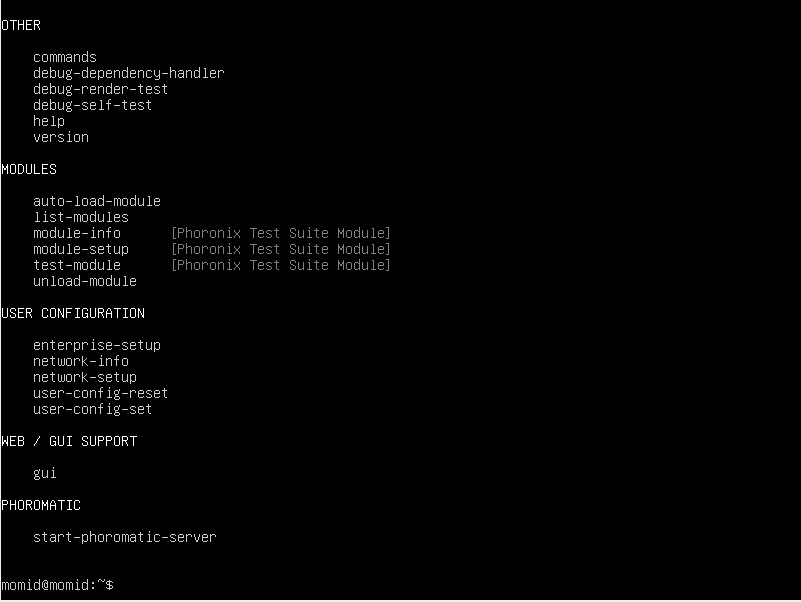 OTHER
commands
debug-dependency-handler
debug-render-test
debug-self-test
help
version
MODULES
auto-load-module
list-modules
module-info [Phoronix Test Suite Module]
module-setup [Phoronix Test Suite Module]
test-module [Phoronix Test Suite Module]
unload-module
USER CONFIGURATION
enterprise-setup
network-info
network-setup
user-config-reset
user-config-set
WEB / GUI SUPPORT
gui
PHOROMATIC
start-phoromatic-server
momid@momid:~$